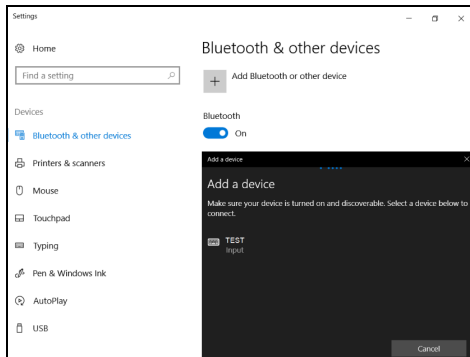 Settings
Home
Find a setting
Devices
Bluetooth & other devices
Printers & scanners
Mouse
Touchpad
Typing
Pen & Windows Ink
AutoPlay
USB
Bluetooth & other devices
Add Bluetooth or other device
Bluetooth
On
Add a device
Add a device
Make sure your device is turned on and discoverable. Select a device below to
connect.
TEST
Input
Cancel